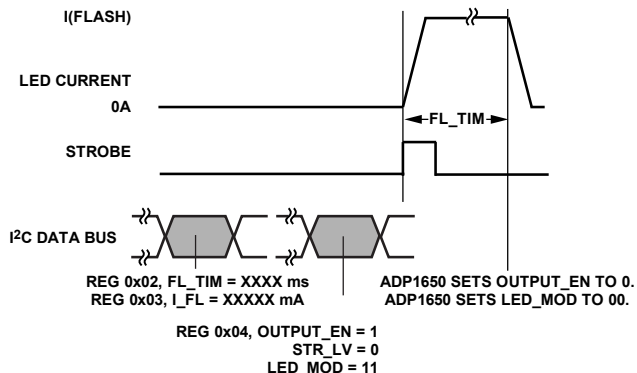 I(FLASH)
LED CURRENT
0A
FL_TIM
STROBE
I²C DATA BUS
REG 0x02, FL_TIM = XXXX ms
REG 0x03, I_FL = XXXXX mA
ADP1650 SETS OUTPUT_EN TO 0.
ADP1650 SETS LED_MOD TO 00.
REG 0x04, OUTPUT_EN = 1
STR_LV = 0
LED_MOD = 11